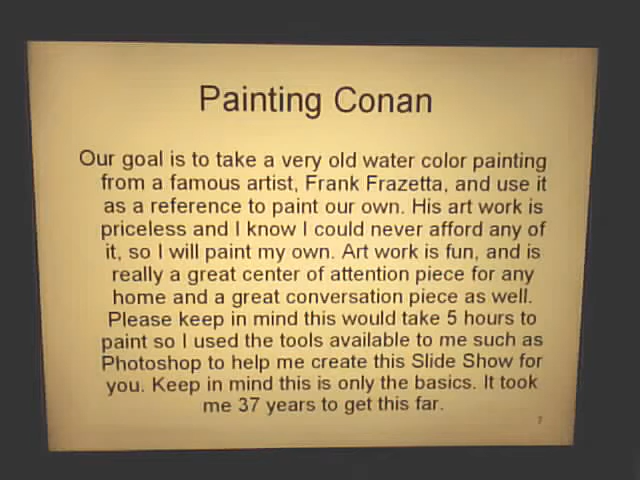 Painting Conan
Our goal is to take a very old water color painting
from a famous artist, Frank Frazetta, and use it
as a reference to paint our own. His art work is
priceless and I know I could never afford any of
it, so I will paint my own. Art work is fun, and is
really a great center of attention piece for any
home and a great conversation piece as well.
Please keep in mind this would take 5 hours to
paint so I used the tools available to me such as
Photoshop to help me create this Slide Show for
you. Keep in mind this is only the basics. It took
me 37 years to get this far.